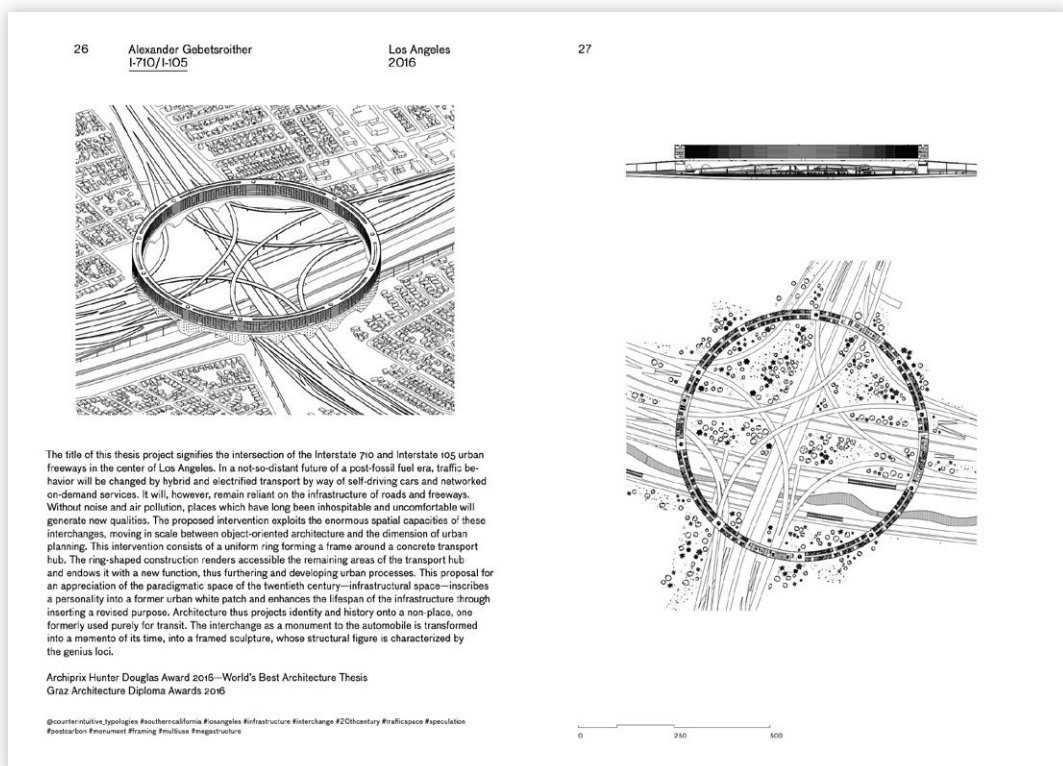 26
Alexander Gebetsroither
I-710/I-105
Los Angeles
2016
The title of this thesis project signifies the intersection of the Interstate 710 and Interstate 105 urban
freeways in the center of Los Angeles. In a not-so-distant future of a post-fossil fuel era, traffic be-
havior will be changed by hybrid and electrified transport by way of self-driving cars and networked
on-demand services. It will, however, remain reliant on the infrastructure of roads and freeways.
Without noise and air pollution, places which have long been inhospitable and uncomfortable will
generate new qualities. The proposed intervention exploits the enormous spatial capacities of these
interchanges, moving in scale between object-oriented architecture and the dimension of urban
planning. This intervention consists of a uniform ring forming a frame around a concrete transport
hub. The ring-shaped construction renders accessible the remaining areas of the transport hub
and endows it with a new function, thus furthering and developing urban processes. This proposal for
an appreciation of the paradigmatic space of the twentieth century—infrastructural space—inscribes
a personality into a former urban white patch and enhances the lifespan of the infrastructure through
inserting a revised purpose. Architecture thus projects identity and history onto a non-place, one
formerly used purely for transit. The interchange as a monument to the automobile is transformed
into a memento of its time, into a framed sculpture, whose structural figure is characterized by
the genius loci.
Archiprix Hunter Douglas Award 2016—World's Best Architecture Thesis
Graz Architecture Diploma Awards 2016
@counterintuitive_typologies #southerncalifornia #losangeles #infrastructure #interchange #20thcentury #trafficspace #speculation
#postcarbon #monument #framing #multiuse #megastructure
27
0 250 500